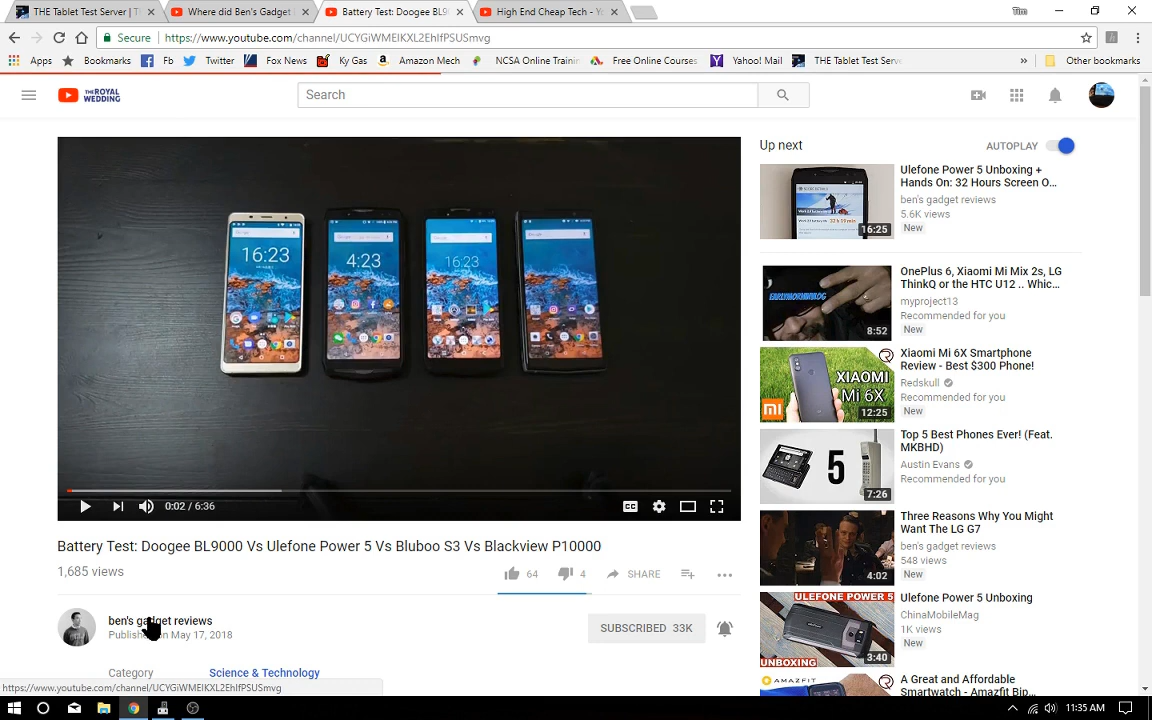 THE Tablet Test Server | T
Where did Ben's Gadget
Battery Test: Doogee BL90
High End Cheap Tech - Yo
Tim
Secure
https://www.youtube.com/channel/UCYGiWMEIKXL2EhIfPSUSmvg
Apps
Bookmarks
Fb
Twitter
Fox News
Ky Gas
Amazon Mech
NCSA Online Trainin
Free Online Courses
Yahoo! Mail
THE Tablet Test Serve
»
Other bookmarks
THE ROYAL
WEDDING
Search
16:23
4:23
16:23
0:02 / 6:36
CC
Battery Test: Doogee BL9000 Vs Ulefone Power 5 Vs Bluboo S3 Vs Blackview P10000
1,685 views
64
4
SHARE
ben's gadget reviews
Published on May 17, 2018
SUBSCRIBED 33K
Category
Science & Technology
https://www.youtube.com/channel/UCYGiWMEIKXL2EhIfPSUSmvg
Up next
AUTOPLAY
16:25
Ulefone Power 5 Unboxing +
Hands On: 32 Hours Screen O...
ben's gadget reviews
5.6K views
New
EARLYMORNINVLOG
8:52
OnePlus 6, Xiaomi Mi Mix 2s, LG
ThinkQ or the HTC U12 .. Whic...
myproject13
Recommended for you
New
XIAOMI
Mi 6X
mi
12:25
Xiaomi Mi 6X Smartphone
Review - Best $300 Phone!
Redskull
Recommended for you
New
5
7:26
Top 5 Best Phones Ever! (Feat.
MKBHD)
Austin Evans
Recommended for you
4:02
Three Reasons Why You Might
Want The LG G7
ben's gadget reviews
548 views
New
ULEFONE POWER 5
UNBOXING
3:40
Ulefone Power 5 Unboxing
ChinaMobileMag
1K views
New
AMAZFIT
A Great and Affordable
Smartwatch - Amazfit Bip...
11:35 AM